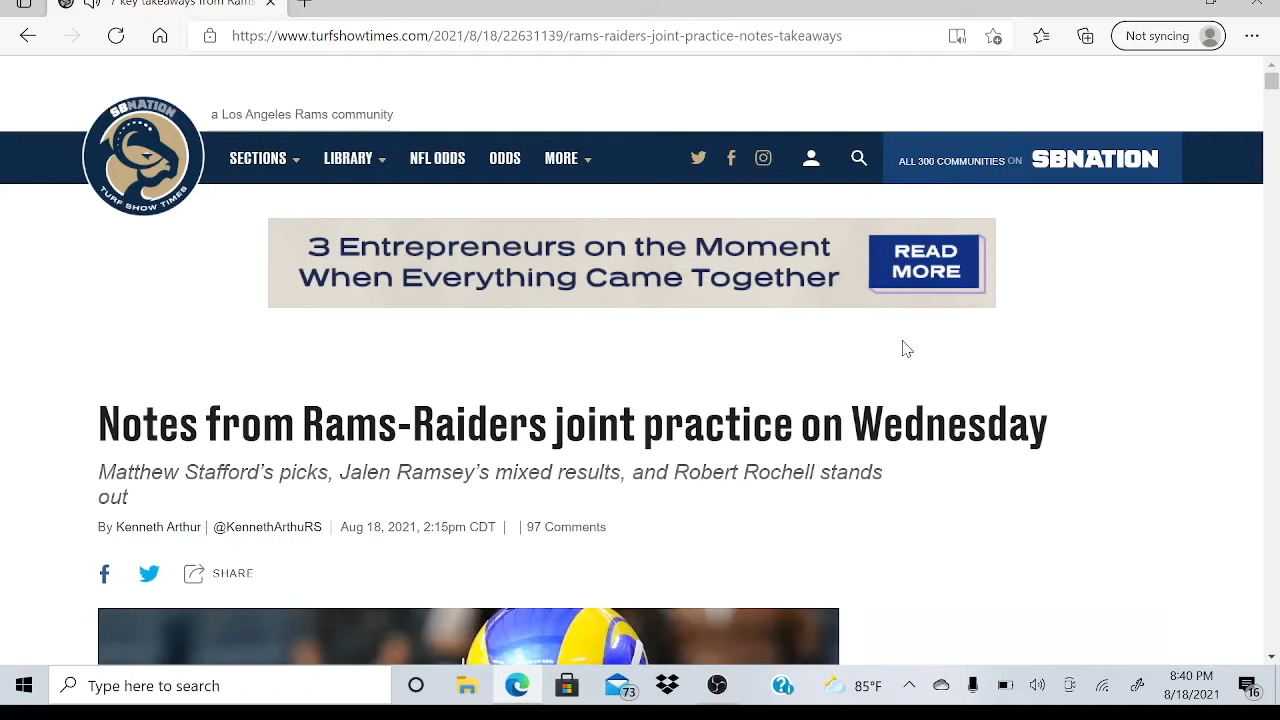 7 key takeaways from Rams
https://www.turfshowtimes.com/2021/8/18/22631139/rams-raiders-joint-practice-notes-takeaways
Not syncing
SBNATION
TURF SHOW TIMES
a Los Angeles Rams community
SECTIONS LIBRARY NFL ODDS ODDS MORE
ALL 300 COMMUNITIES ON SBNATION
3 Entrepreneurs on the Moment
When Everything Came Together
READ
MORE
Notes from Rams-Raiders joint practice on Wednesday
Matthew Stafford's picks, Jalen Ramsey's mixed results, and Robert Rochell stands
out
By Kenneth Arthur | @KennethArthuRS | Aug 18, 2021, 2:15pm CDT | | 97 Comments
SHARE
Type here to search
73
85°F
8:40 PM
8/18/2021
16